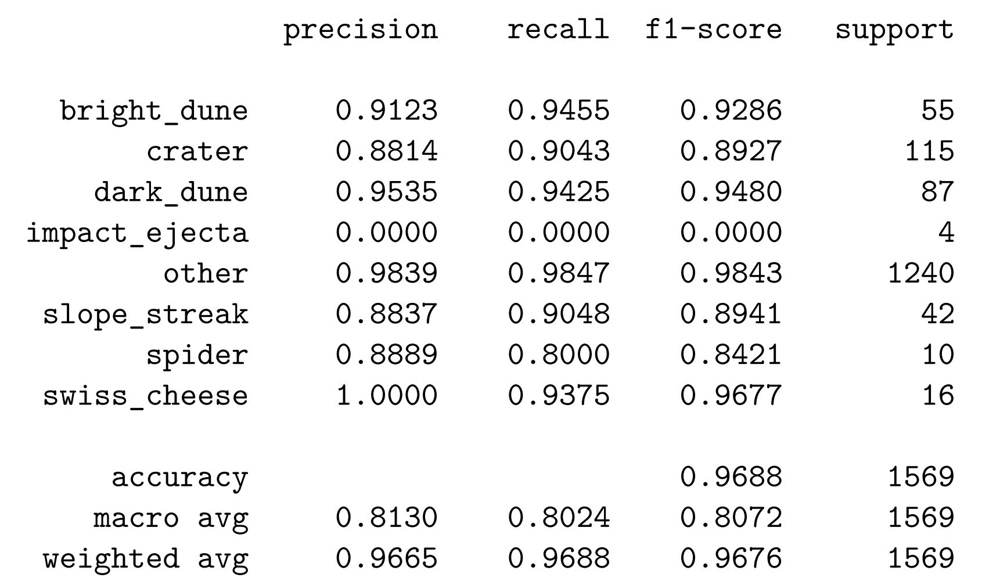 precision recall f1-score support
bright_dune 0.9123 0.9455 0.9286 55
crater 0.8814 0.9043 0.8927 115
dark_dune 0.9535 0.9425 0.9480 87
impact_ejecta 0.0000 0.0000 0.0000 4
other 0.9839 0.9847 0.9843 1240
slope_streak 0.8837 0.9048 0.8941 42
spider 0.8889 0.8000 0.8421 10
swiss_cheese 1.0000 0.9375 0.9677 16
accuracy 0.9688 1569
macro avg 0.8130 0.8024 0.8072 1569
weighted avg 0.9665 0.9688 0.9676 1569